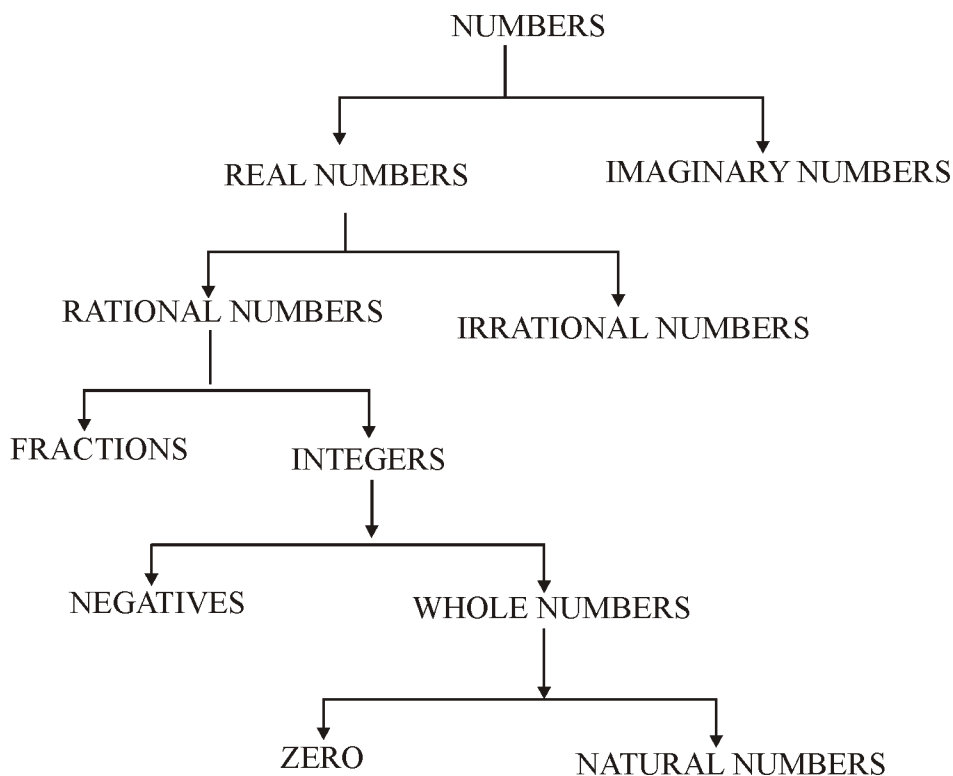 NUMBERS
REAL NUMBERS
IMAGINARY NUMBERS
RATIONAL NUMBERS
IRRATIONAL NUMBERS
FRACTIONS
INTEGERS
NEGATIVES
WHOLE NUMBERS
ZERO
NATURAL NUMBERS